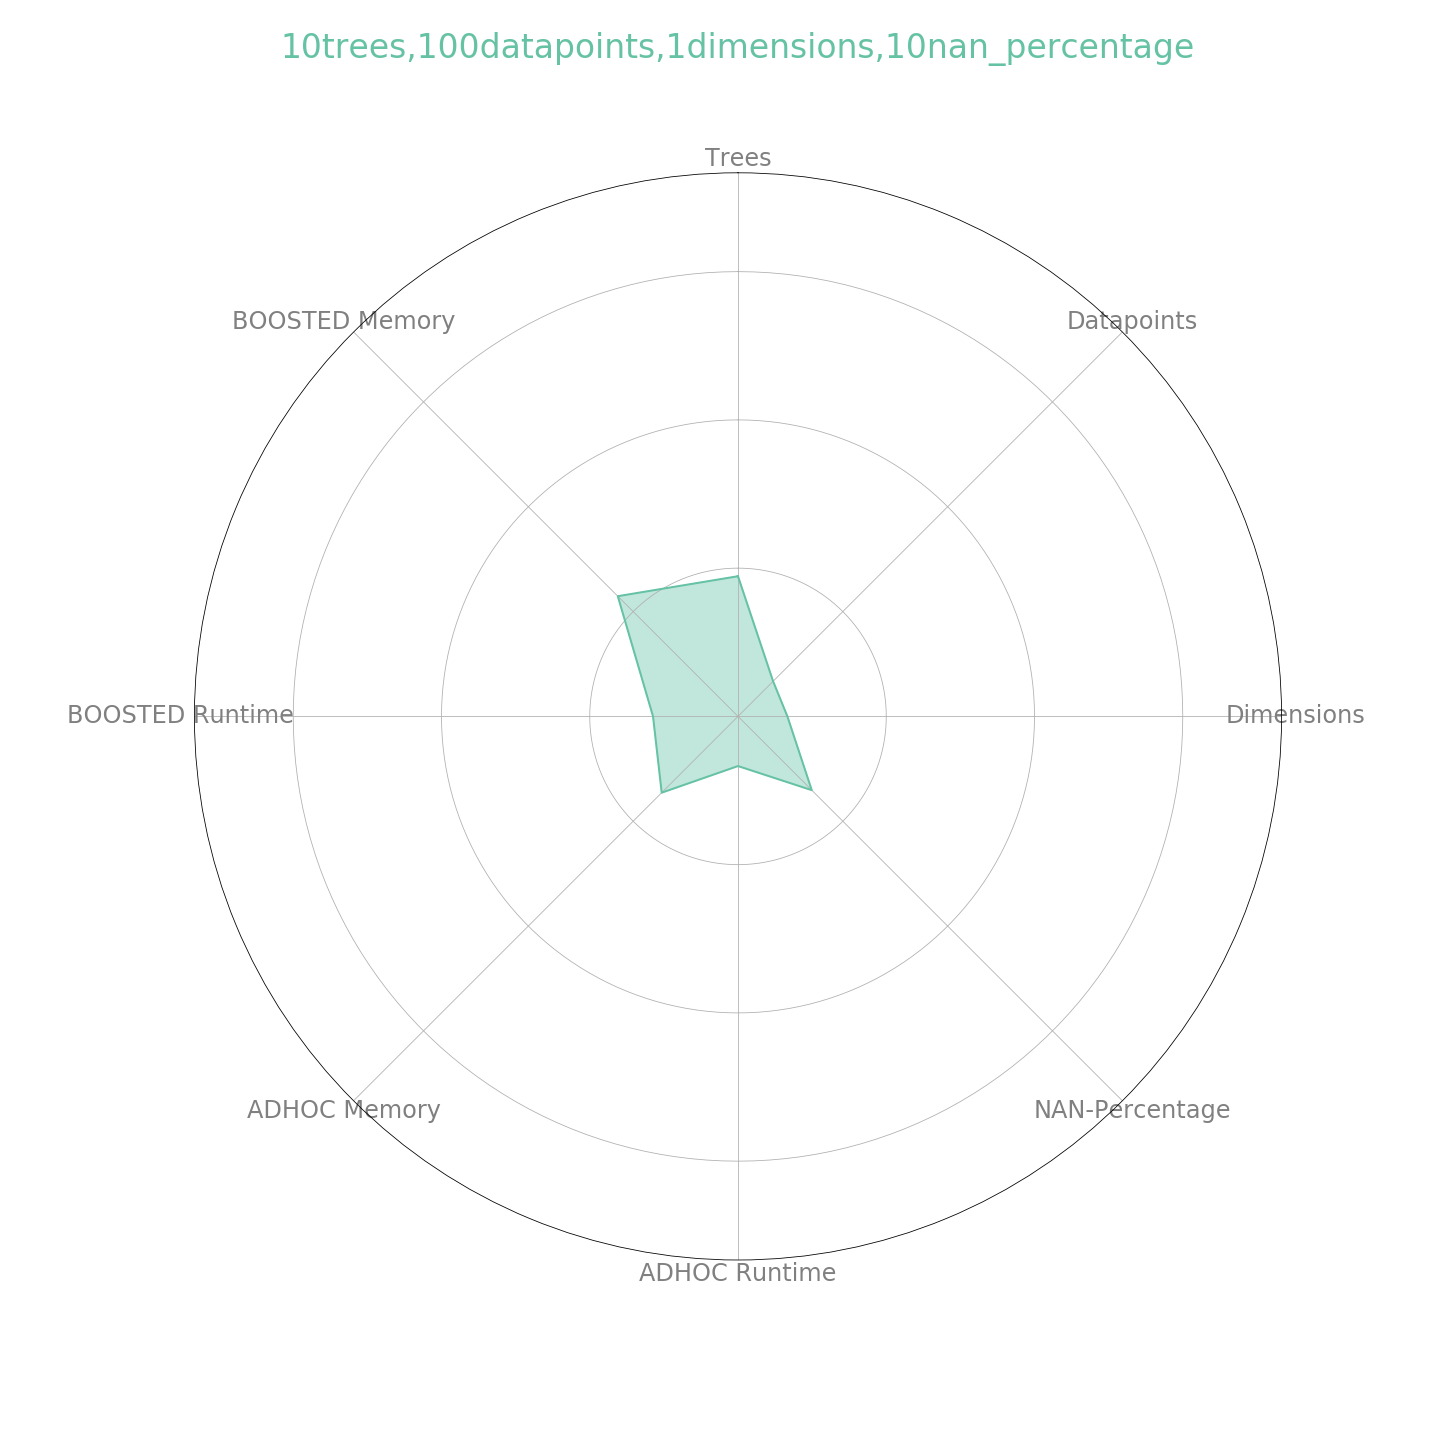 10trees,100datapoints,1dimensions,10nan_percentage
Trees
BOOSTED Memory
Datapoints
BOOSTED Runtime
Dimensions
ADHOC Memory
NAN-Percentage
ADHOC Runtime